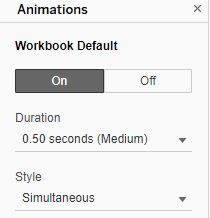 Animations
Workbook Default
On Off
Duration
0.50 seconds (Medium)
Style
Simultaneous